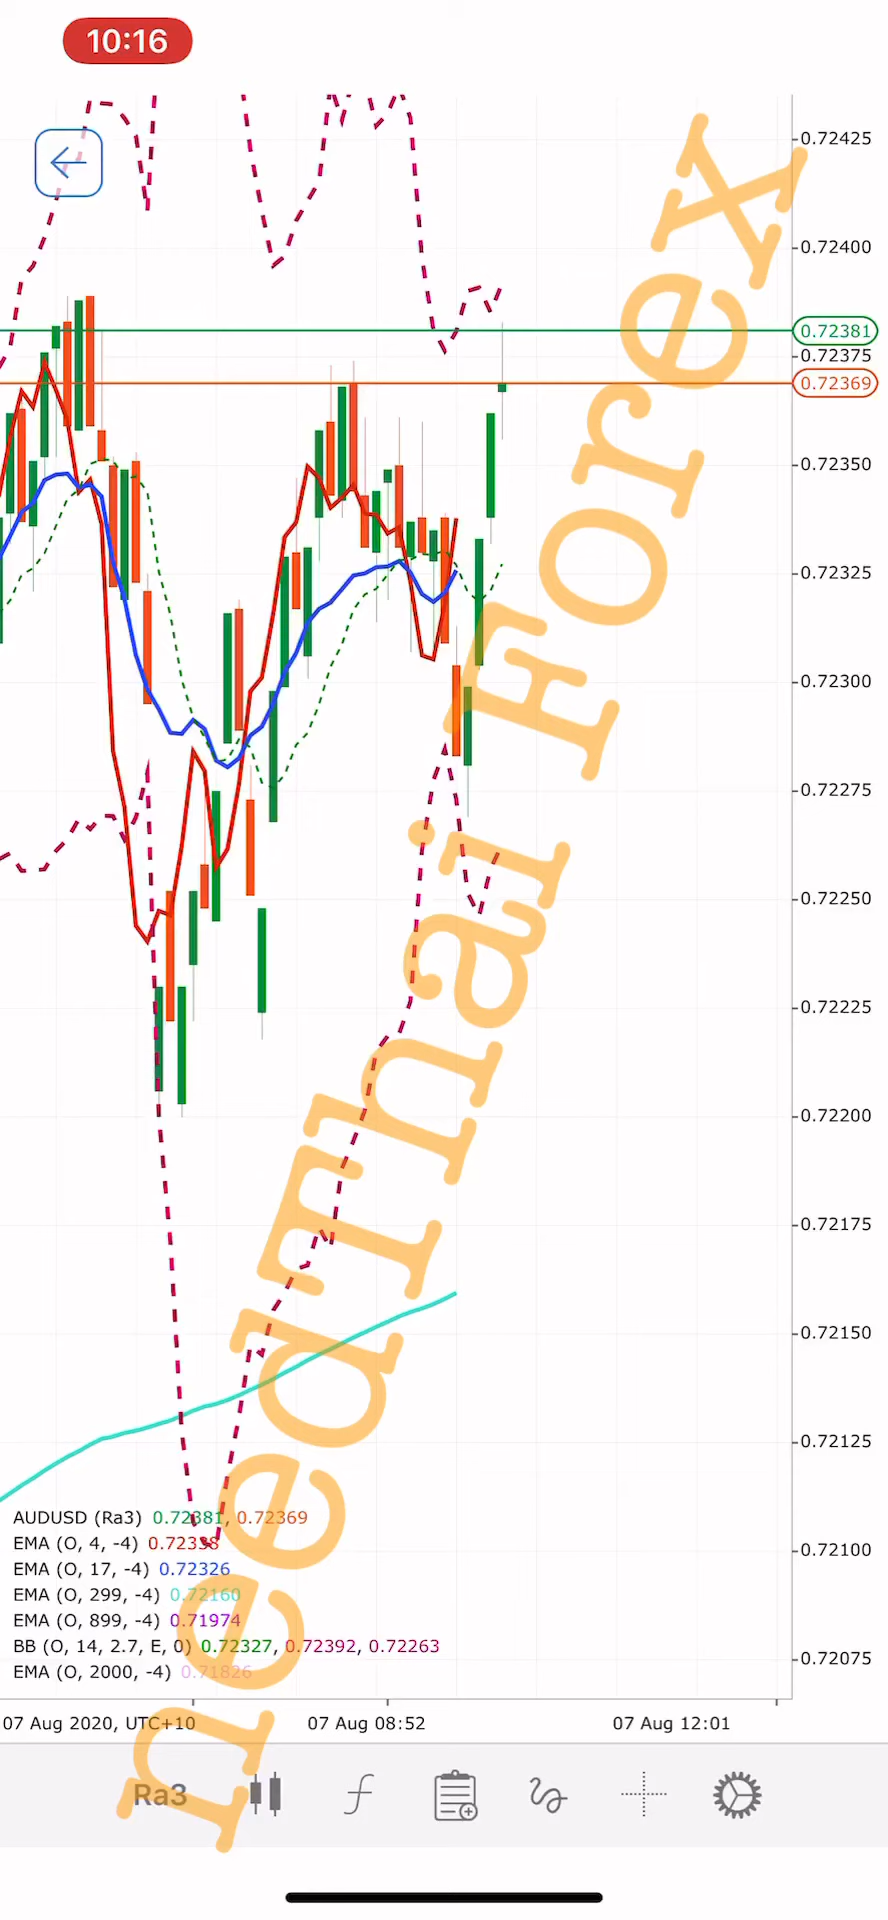 10:16
0.72425
0.72400
0.72381
0.72375
0.72369
0.72350
0.72325
0.72300
0.72275
0.72250
0.72225
0.72200
0.72175
0.72150
0.72125
0.72100
0.72075
needThai Forex
AUDUSD (Ra3) 0.72381, 0.72369
EMA (O, 4, -4) 0.72338
EMA (O, 17, -4) 0.72326
EMA (O, 299, -4) 0.72160
EMA (O, 899, -4) 0.71974
BB (O, 14, 2.7, E, 0) 0.72327, 0.72392, 0.72263
EMA (O, 2000, -4) 0.71826
07 Aug 2020, UTC+10 07 Aug 08:52 07 Aug 12:01
Ra3